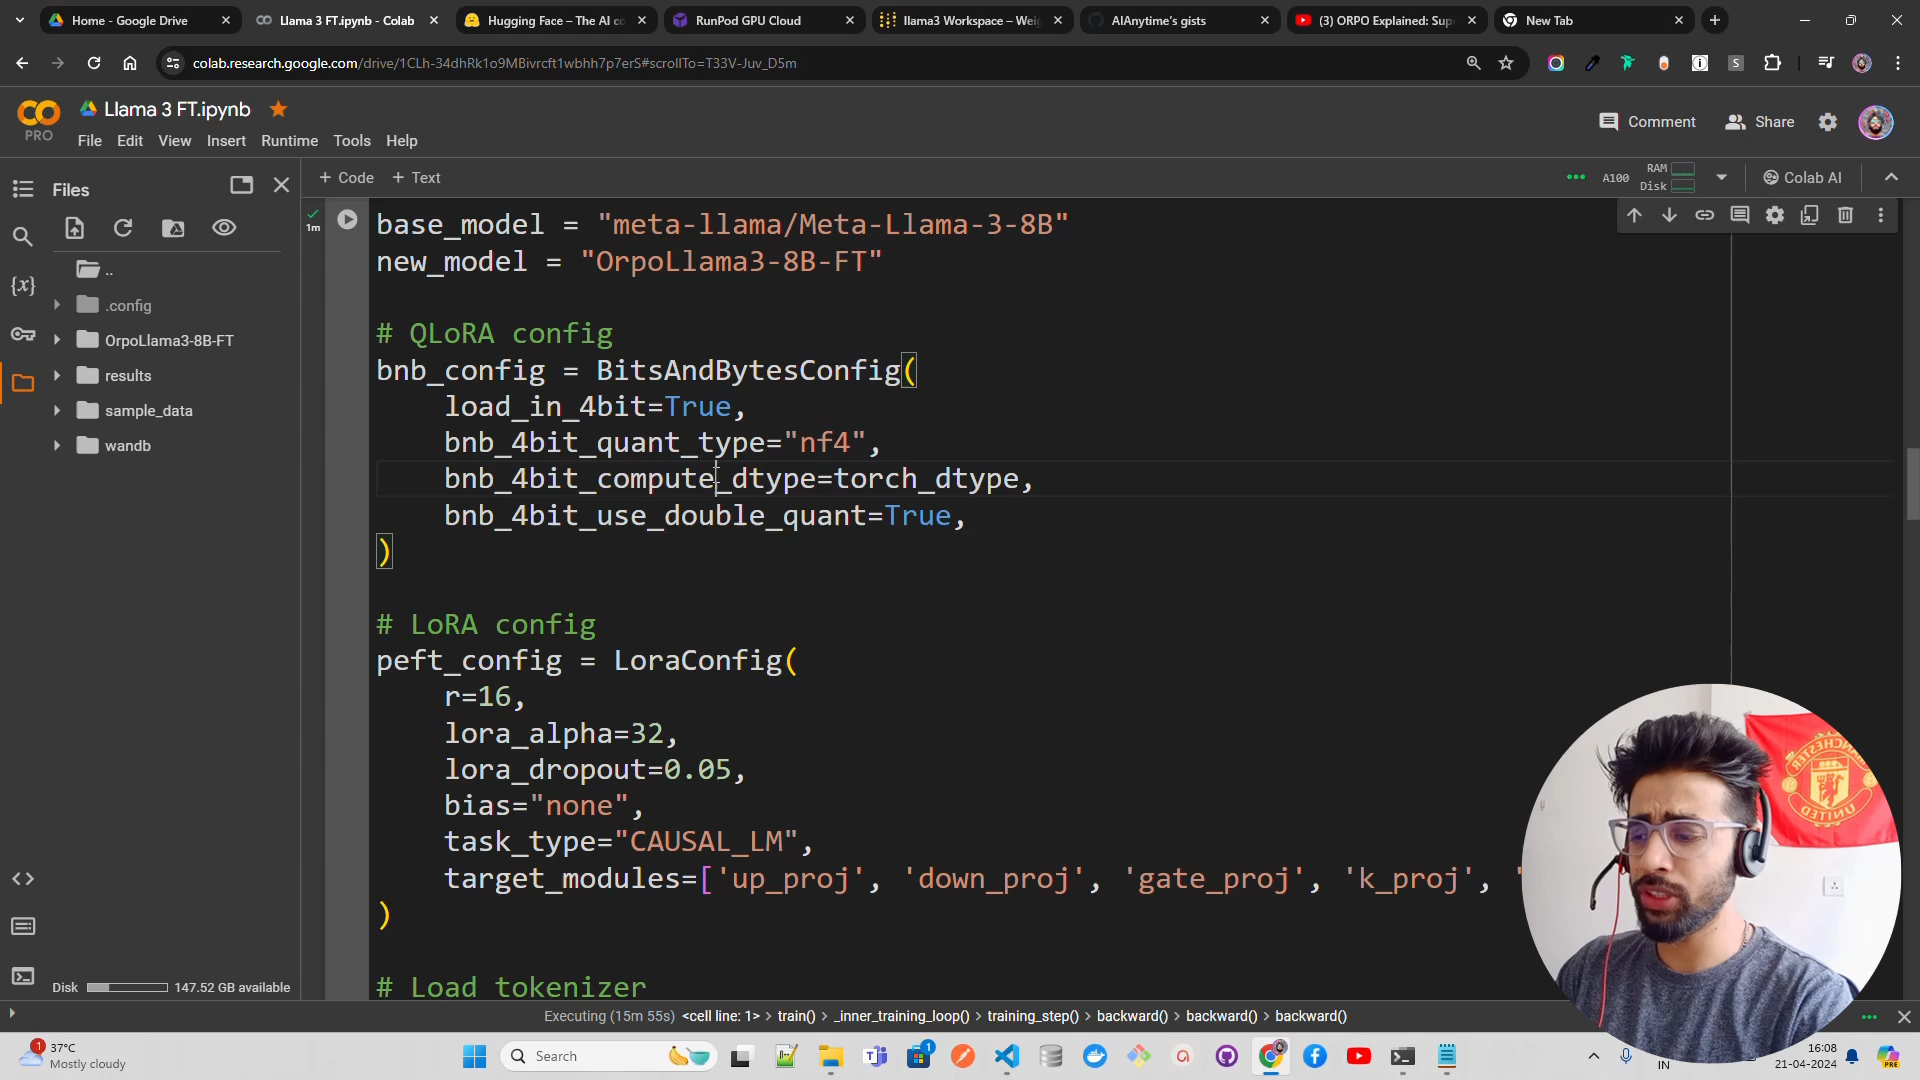 Home - Google Drive
Llama 3 FT.ipynb - Colab
Hugging Face – The AI co
RunPod GPU Cloud
llama3 Workspace – Weig
AIAnytime's gists
(3) ORPO Explained: Sup
New Tab
colab.research.google.com/drive/1CLh-34dhRk1o9MBivrcft1wbhh7p7erS#scrollTo=T33V-Juv_D5m
PRO
Llama 3 FT.ipynb
File Edit View Insert Runtime Tools Help
Comment
Share
Files
+ Code + Text
A100
RAM
Disk
Colab AI
..
.config
OrpoLlama3-8B-FT
results
sample_data
wandb
Disk 147.52 GB available
1m
base_model = "meta-llama/Meta-Llama-3-8B"
new_model = "OrpoLlama3-8B-FT"
# QLoRA config
bnb_config = BitsAndBytesConfig(
load_in_4bit=True,
bnb_4bit_quant_type="nf4",
bnb_4bit_compute_dtype=torch_dtype,
bnb_4bit_use_double_quant=True,
)
# LoRA config
peft_config = LoraConfig(
r=16,
lora_alpha=32,
lora_dropout=0.05,
bias="none",
task_type="CAUSAL_LM",
target_modules=['up_proj', 'down_proj', 'gate_proj', 'k_proj', '
)
# Load tokenizer
MANCHESTER
UNITED
Executing (15m 55s) <cell line: 1> > train() > _inner_training_loop() > training_step() > backward() > backward() > backward()
1
37°C
Mostly cloudy
Search
1
IN
16:08
21-04-2024
PRE